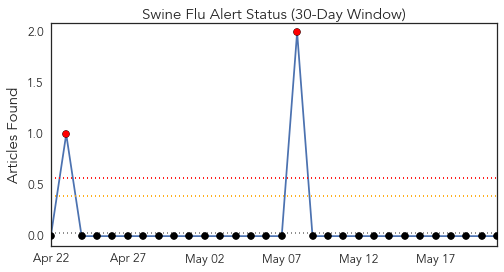 Swine Flu Alert Status (30-Day Window)
Articles Found
2.0
1.5
1.0
0.5
0.0
Apr 22
Apr 27
May 02
May 07
May 12
May 17